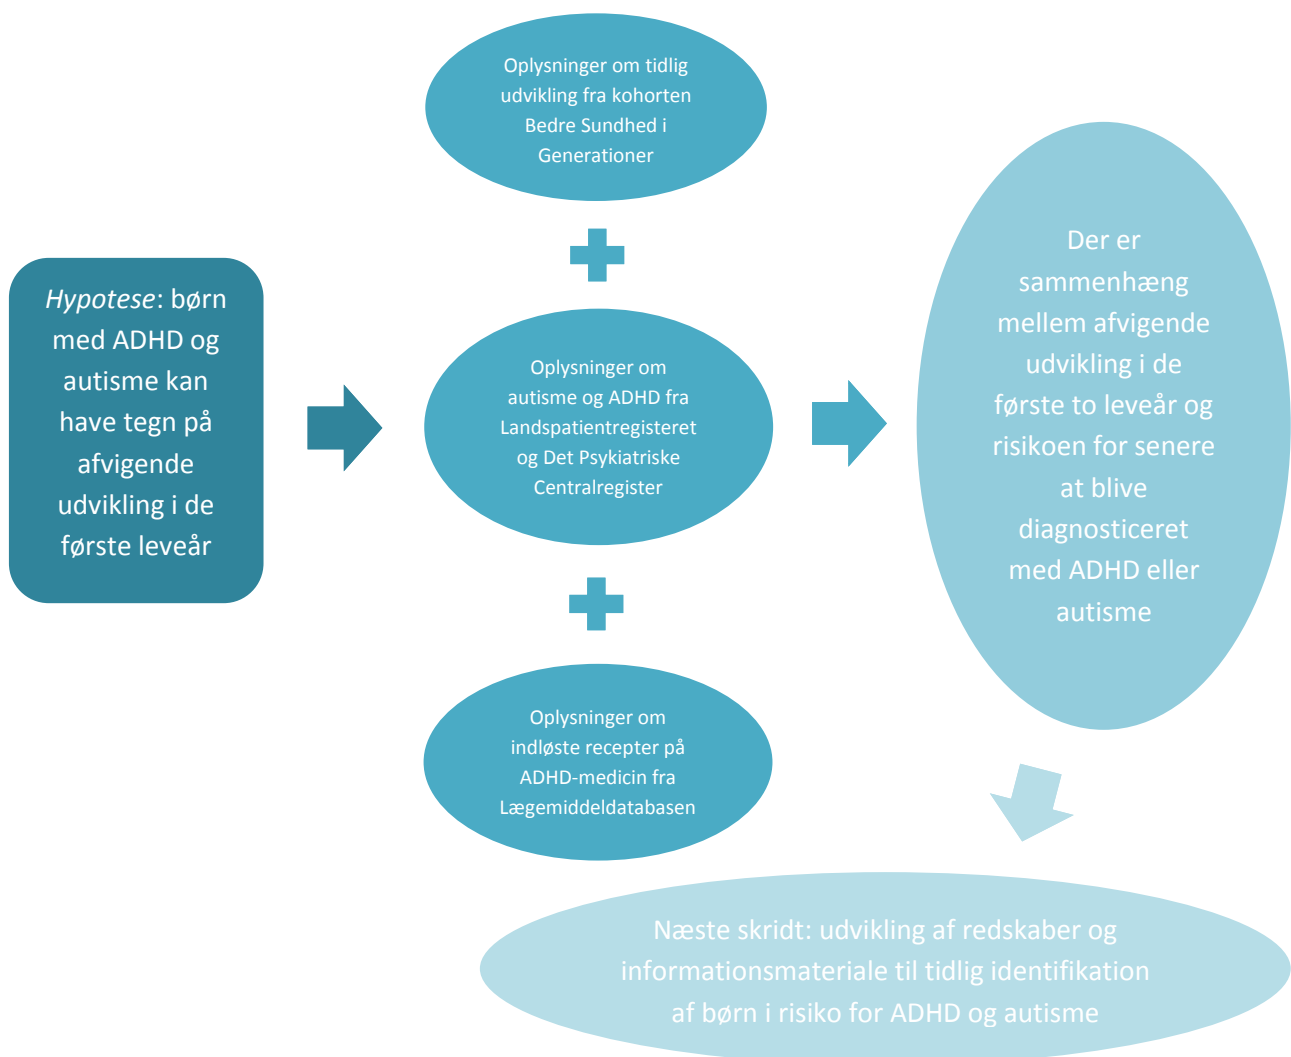 Hypotese: børn
med ADHD og
autisme kan
have tegn på
afvigende
udvikling i de
første leveår
Oplysninger om tidlig
udvikling fra kohorten
Bedre Sundhed i
Generationer
Oplysninger om
autisme og ADHD fra
Landspatientregisteret
og Det Psykiatriske
Centralregister
Oplysninger om
indløste recepter på
ADHD-medicin fra
Lægemiddeldatabasen
Der er
sammenhæng
mellem afvigende
udvikling i de
første to leveår og
risikoen for senere
at blive
diagnosticeret
med ADHD eller
autisme
Næste skridt: udvikling af redskaber og
informationsmateriale til tidlig identifikation
af børn i risiko for ADHD og autisme